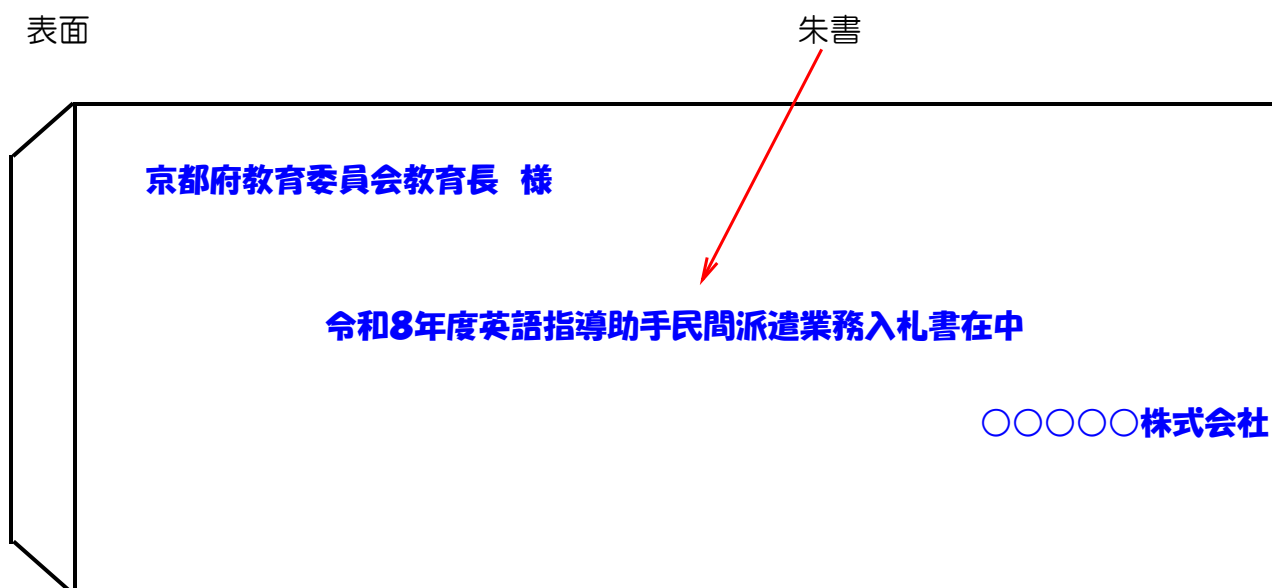 表面
朱書
京都府教育委員会教育長 様
令和8年度英語指導助手民間派遣業務入札書在中
○○○○○株式会社